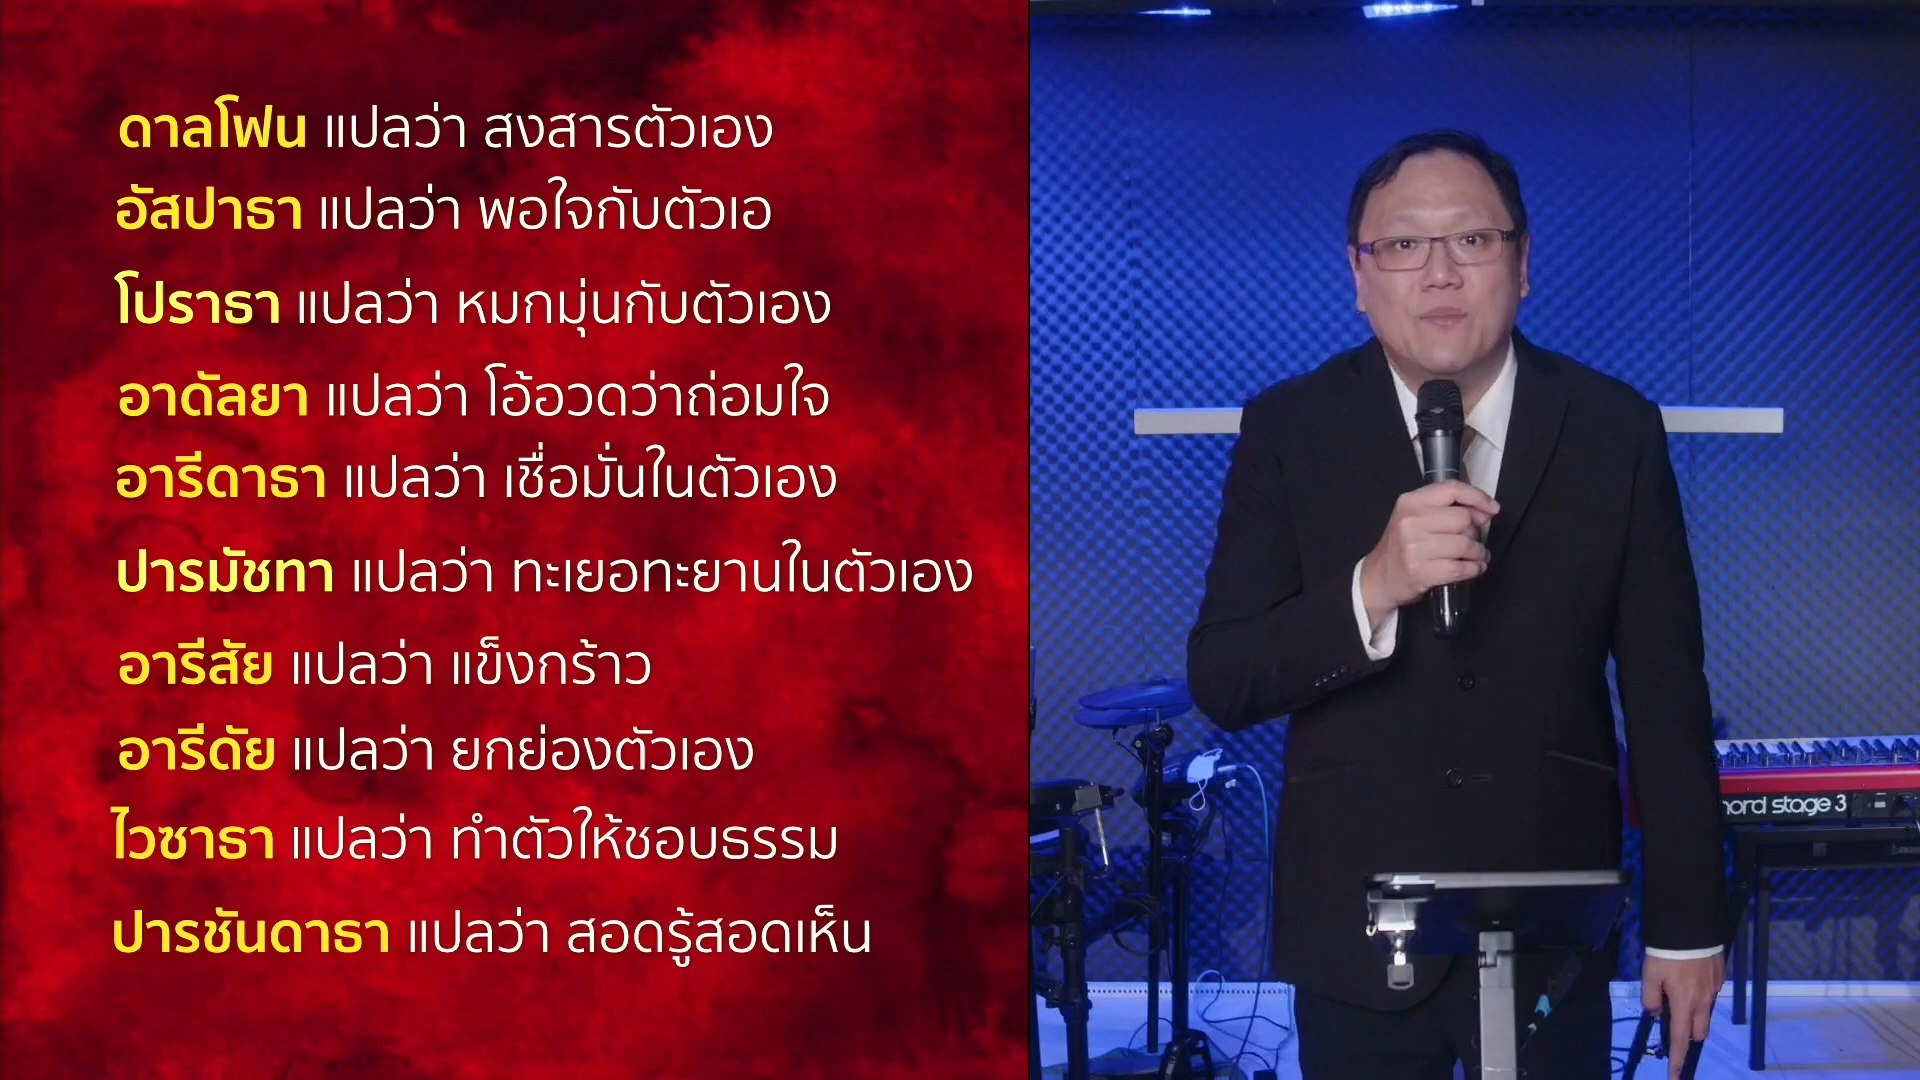 ดาลโฟน แปลว่า สงสารตัวเอง
อัสปาธา แปลว่า พอใจกับตัวเอ
โปราธา แปลว่า หมกมุ่นกับตัวเอง
อาดัลยา แปลว่า โอ้อวดว่าถ่อมใจ
อารีดาธา แปลว่า เชื่อมั่นในตัวเอง
ปารมัชทา แปลว่า ทะเยอทะยานในตัวเอง
อารีสัย แปลว่า แข็งกร้าว
อารีดัย แปลว่า ยกย่องตัวเอง
ไวซาธา แปลว่า ทำตัวให้ชอบธรรม
ปารชันดาธา แปลว่า สอดรู้สอดเห็น
nord stage 3